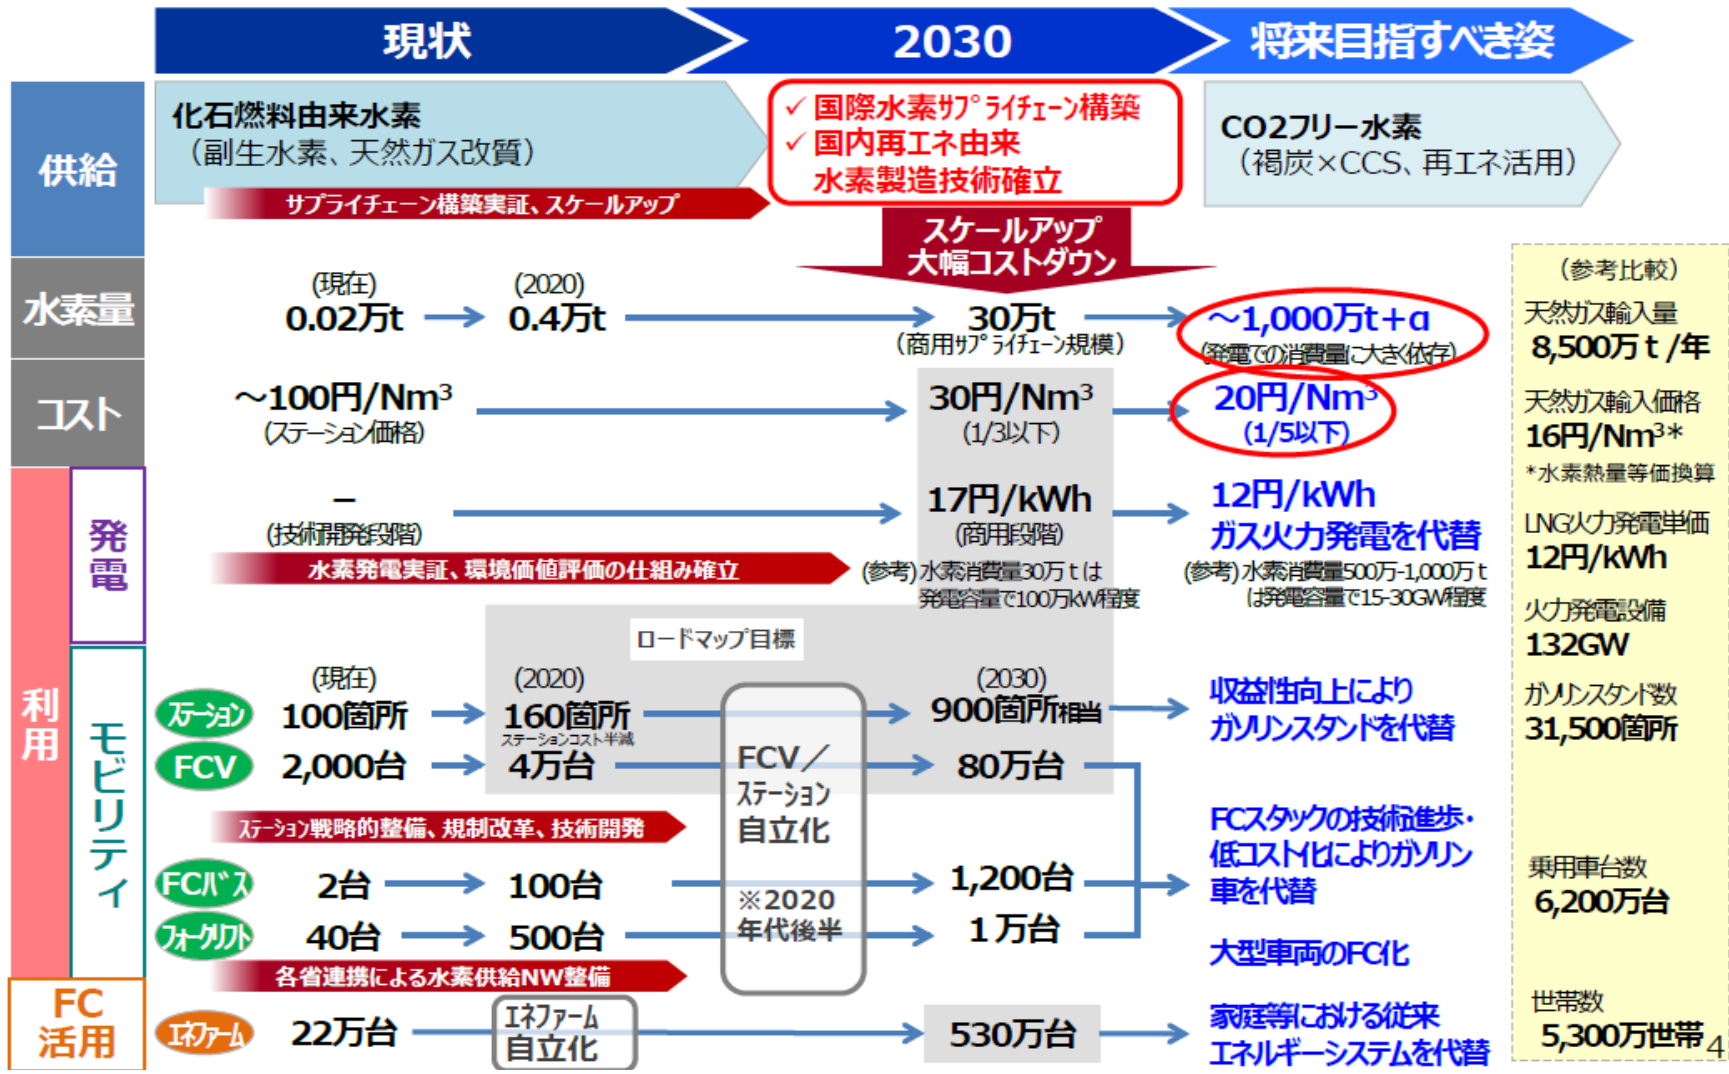 現状
2030
将来目指すべき姿
供給
化石燃料由来水素
（副生水素、天然ガス改質）
サプライチェーン構築実証、スケールアップ
✓ 国際水素ｻﾌﾟﾗｲﾁｪｰﾝ構築
✓ 国内再エネ由来
水素製造技術確立
CO2フリー水素
（褐炭×CCS、再エネ活用）
スケールアップ
大幅コストダウン
水素量
(現在)
0.02万t
(2020)
0.4万t
30万t
（商用ｻﾌﾟﾗｲﾁｪｰﾝ規模）
～1,000万t+α
(発電での消費量に大きく依存)
コスト
～100円/Nm³
(ステーション価格)
30円/Nm³
(1/3以下)
20円/Nm³
(1/5以下)
利用
発電
－
(技術開発段階)
水素発電実証、環境価値評価の仕組み確立
17円/kWh
(商用段階)
(参考) 水素消費量30万ｔは
発電容量で100万kW程度
12円/kWh
ガス火力発電を代替
(参考) 水素消費量500万-1,000万ｔ
は発電容量で15-30GW程度
ロードマップ目標
モビリティ
ｽﾃｰｼｮﾝ
(現在)
100箇所
(2020)
160箇所
ステーションコスト半減
(2030)
900箇所相当
収益性向上により
ガソリンスタンドを代替
FCV
2,000台
4万台
80万台
FCV／
ｽﾃｰｼｮﾝ
自立化
※2020
年代後半
ｽﾃｰｼｮﾝ戦略的整備、規制改革、技術開発
FCスタックの技術進歩・
低コスト化によりガソリン
車を代替
FCﾊﾞｽ
2台
100台
1,200台
ﾌｫｰｸﾘﾌﾄ
40台
500台
１万台
大型車両のFC化
各省連携による水素供給NW整備
FC
活用
ｴﾈﾌｧｰﾑ
22万台
ｴﾈﾌｧｰﾑ
自立化
530万台
家庭等における従来
エネルギーシステムを代替
（参考比較）
天然ガス輸入量
8,500万ｔ/年
天然ガス輸入価格
16円/Nm³*
*水素熱量等価換算
LNG火力発電単価
12円/kWh
火力発電設備
132GW
ガソリンスタンド数
31,500箇所
乗用車台数
6,200万台
世帯数
5,300万世帯
4